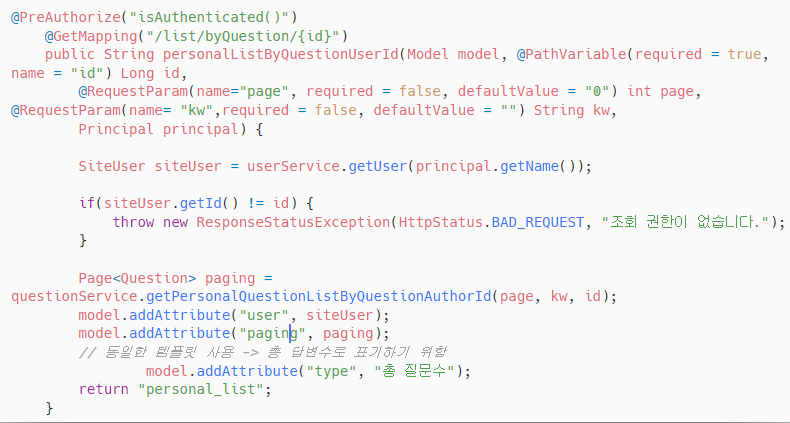 @PreAuthorize("isAuthenticated()")
    @GetMapping("/list/byQuestion/{id}")
    public String personalListByQuestionUserId(Model model, @PathVariable(required = true,
name = "id") Long id,
        @RequestParam(name="page", required = false, defaultValue = "0") int page,
@RequestParam(name= "kw",required = false, defaultValue = "") String kw,
        Principal principal) {

        SiteUser siteUser = userService.getUser(principal.getName());

        if(siteUser.getId() != id) {
            throw new ResponseStatusException(HttpStatus.BAD_REQUEST, "조회 권한이 없습니다.");
        }

        Page<Question> paging =
questionService.getPersonalQuestionListByQuestionAuthorId(page, kw, id);
        model.addAttribute("user", siteUser);
        model.addAttribute("paging", paging);
        // 동일한 템플릿 사용 -> 총 답변수로 표기하기 위함
                model.addAttribute("type", "총 질문수");
        return "personal_list";
    }